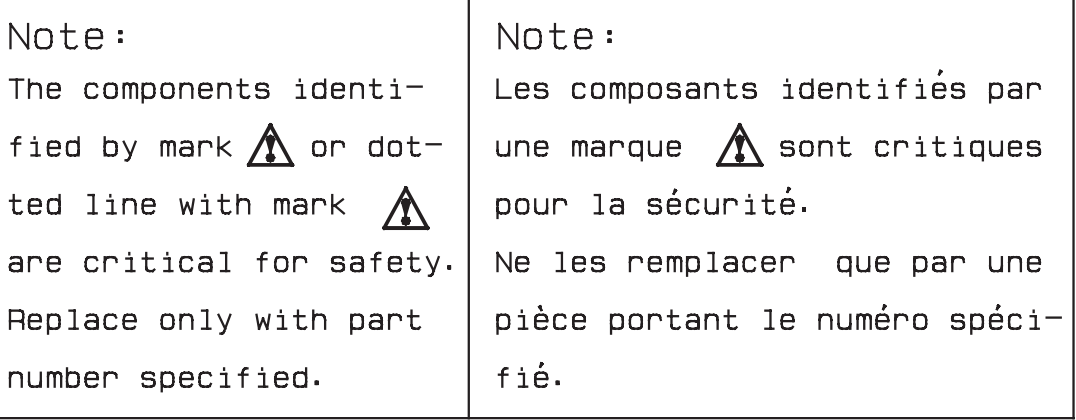 Note:
The components identi-
fied by mark ⚠ or dot-
ted line with mark ⚠
are critical for safety.
Replace only with part
number specified.
Note:
Les composants identifiés par
une marque ⚠ sont critiques
pour la sécurité.
Ne les remplacer que par une
pièce portant le numéro spéci-
fié.